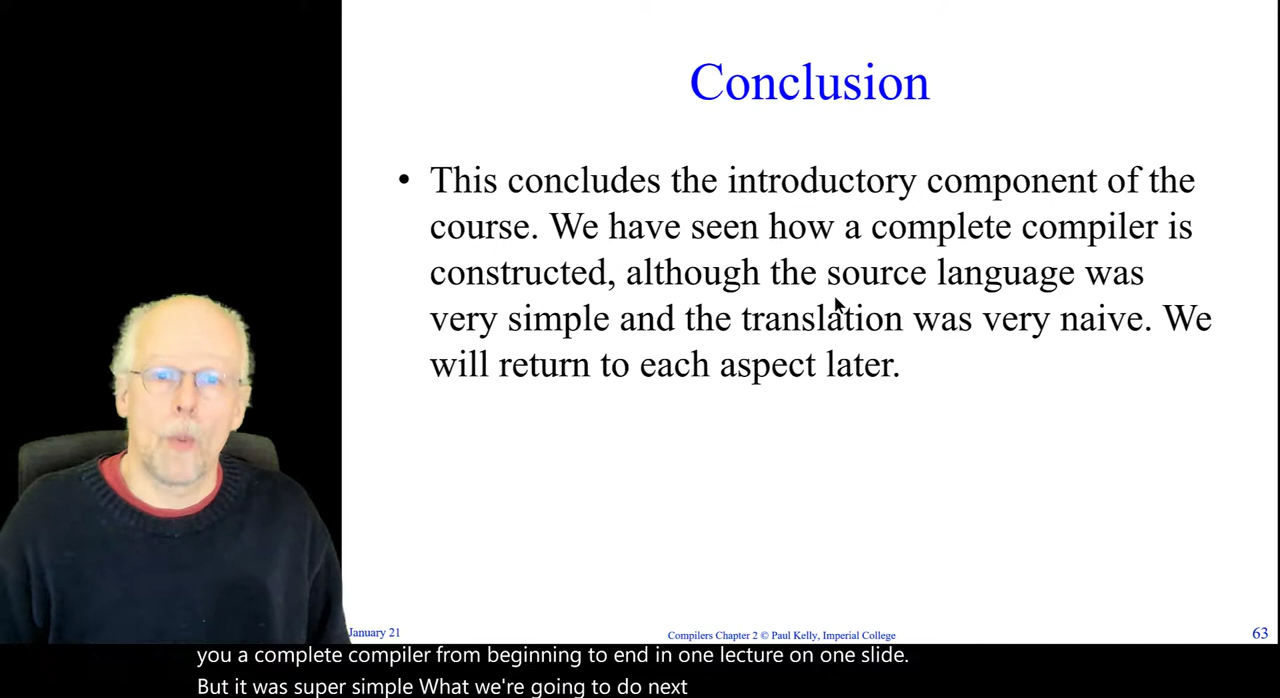 Conclusion
• This concludes the introductory component of the
course. We have seen how a complete compiler is
constructed, although the source language was
very simple and the translation was very naive. We
will return to each aspect later.
January 21
Compilers Chapter 2 © Paul Kelly, Imperial College
63
you a complete compiler from beginning to end in one lecture on one slide.
But it was super simple What we're going to do next